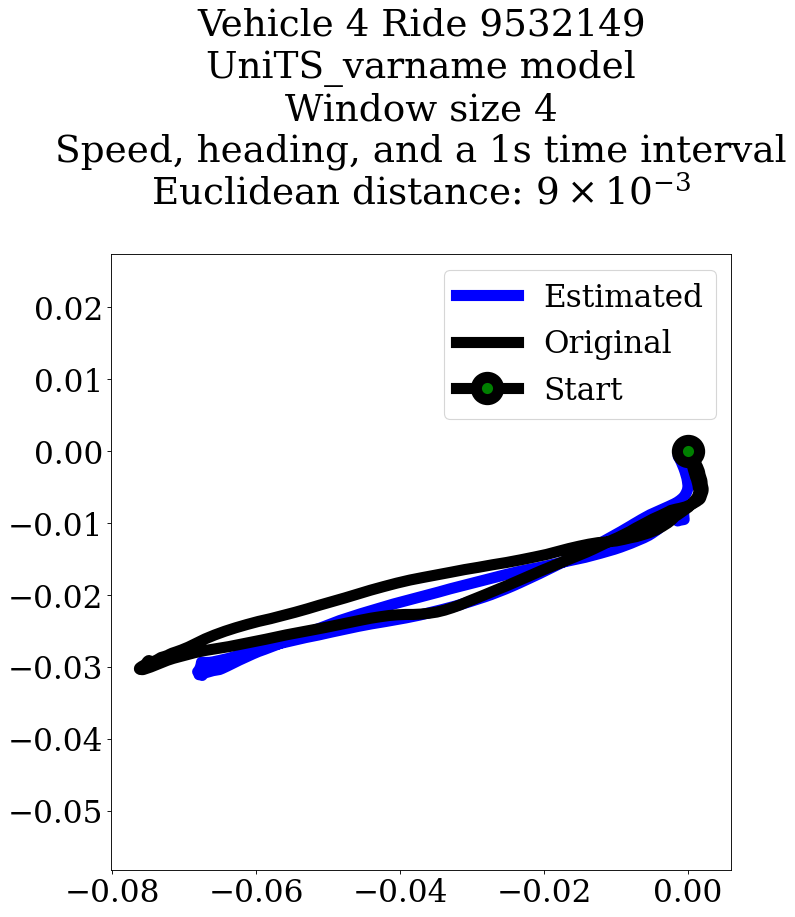 Vehicle 4 Ride 9532149
UniTS_varname model
Window size 4
Speed, heading, and a 1s time interval
Euclidean distance: 9 × 10⁻³
Estimated
Original
Start
0.02
0.01
0.00
−0.01
−0.02
−0.03
−0.04
−0.05
−0.08 −0.06 −0.04 −0.02 0.00